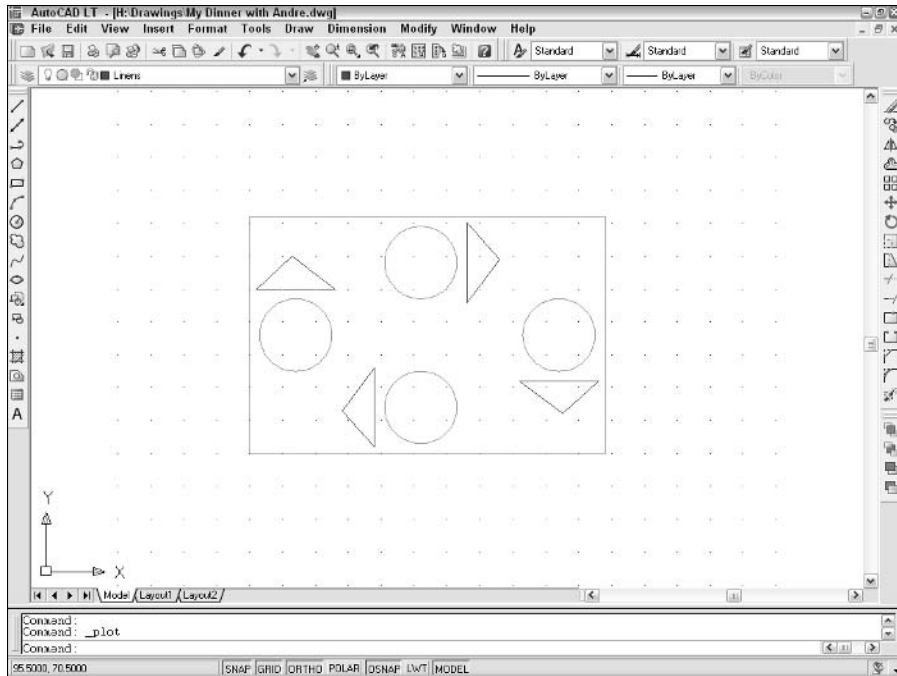 AutoCAD LT - [H:\Drawings\My Dinner with Andre.dwg]
File Edit View Insert Format Tools Draw Dimension Modify Window Help
Standard Standard Standard
Linens ByLayer ByLayer ByLayer ByColor
A
Y
X
Model Layout1 Layout2
Command:
Command: _plot
Command:
95.5000, 70.5000 SNAP GRID ORTHO POLAR OSNAP LWT MODEL